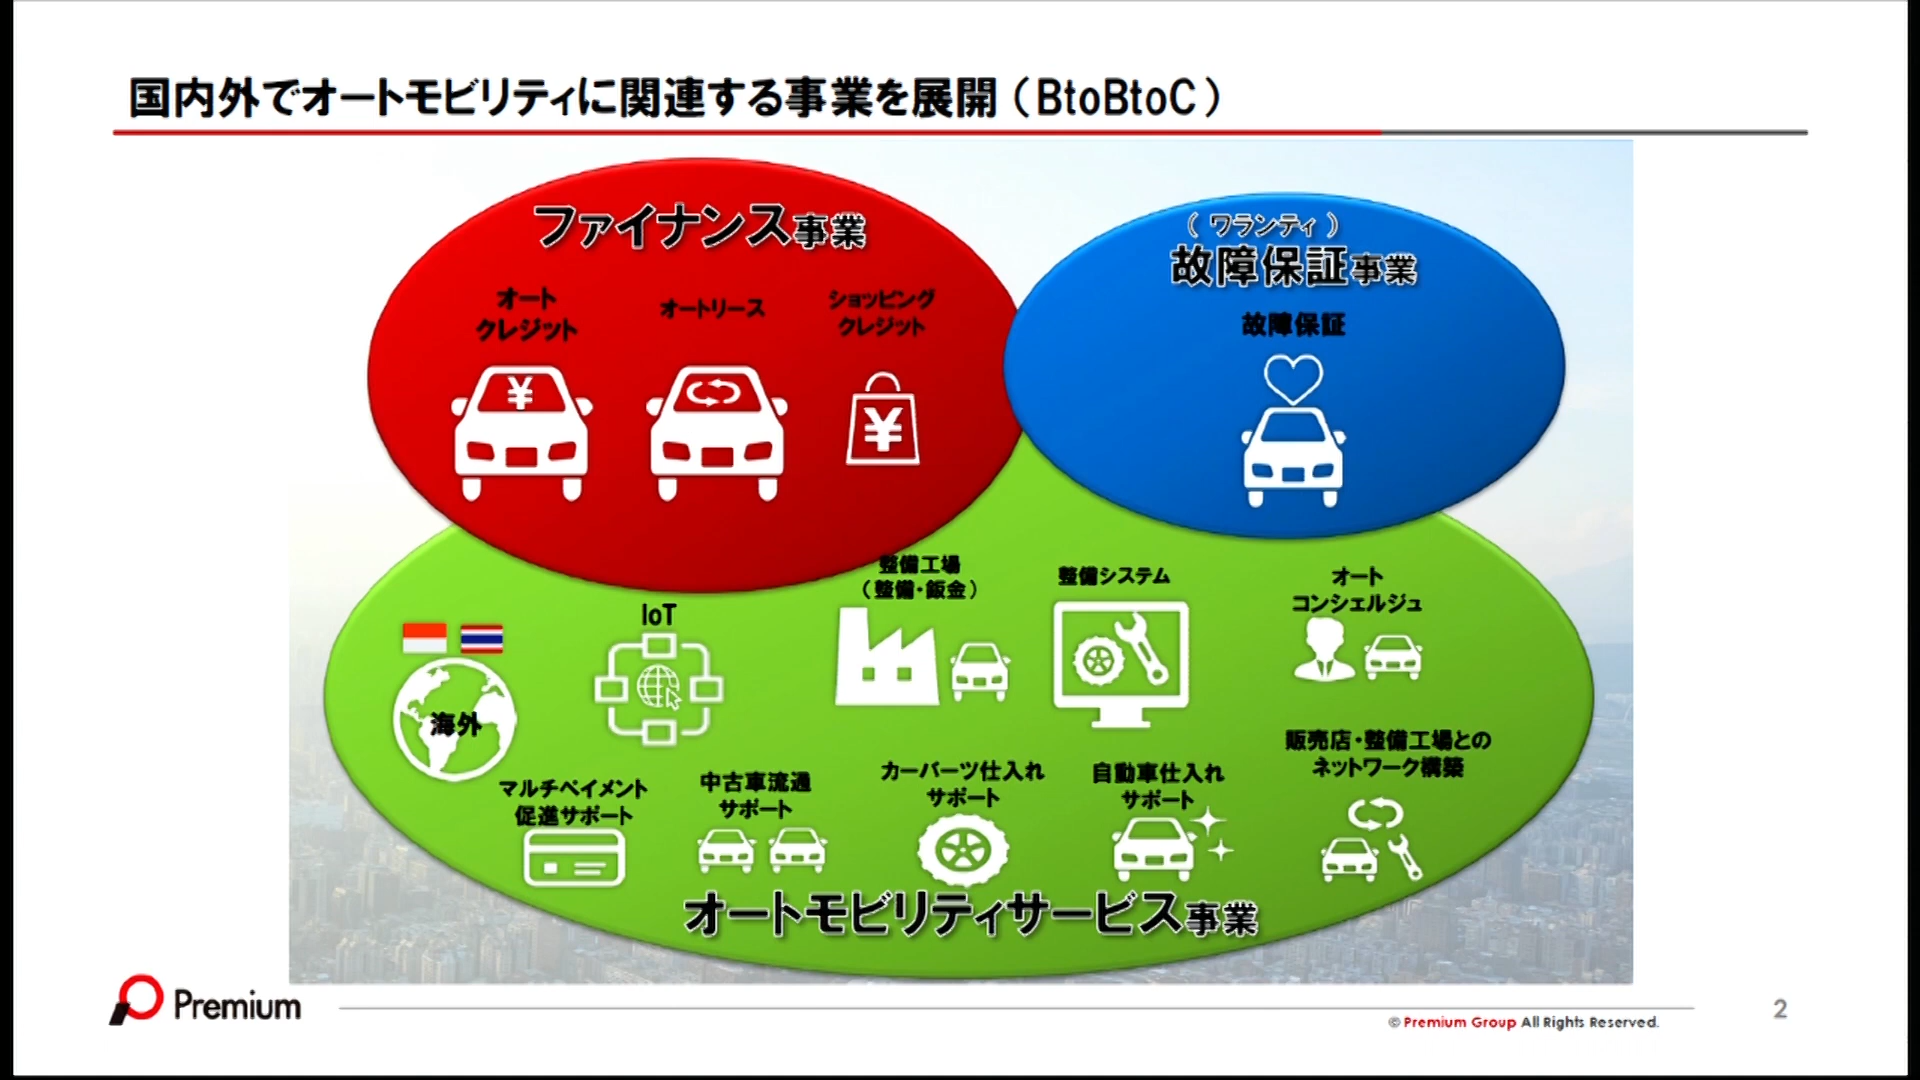 国内外でオートモビリティに関連する事業を展開（BtoBtoC）
ファイナンス事業
オート
クレジット
オートリース
ショッピング
クレジット
¥
¥
（ワランティ）
故障保証事業
故障保証
海外
IoT
整備工場
（整備・鈑金）
整備システム
オート
コンシェルジュ
マルチペイメント
促進サポート
中古車流通
サポート
カーパーツ仕入れ
サポート
自動車仕入れ
サポート
販売店・整備工場との
ネットワーク構築
オートモビリティサービス事業
Premium
© Premium Group All Rights Reserved.
2